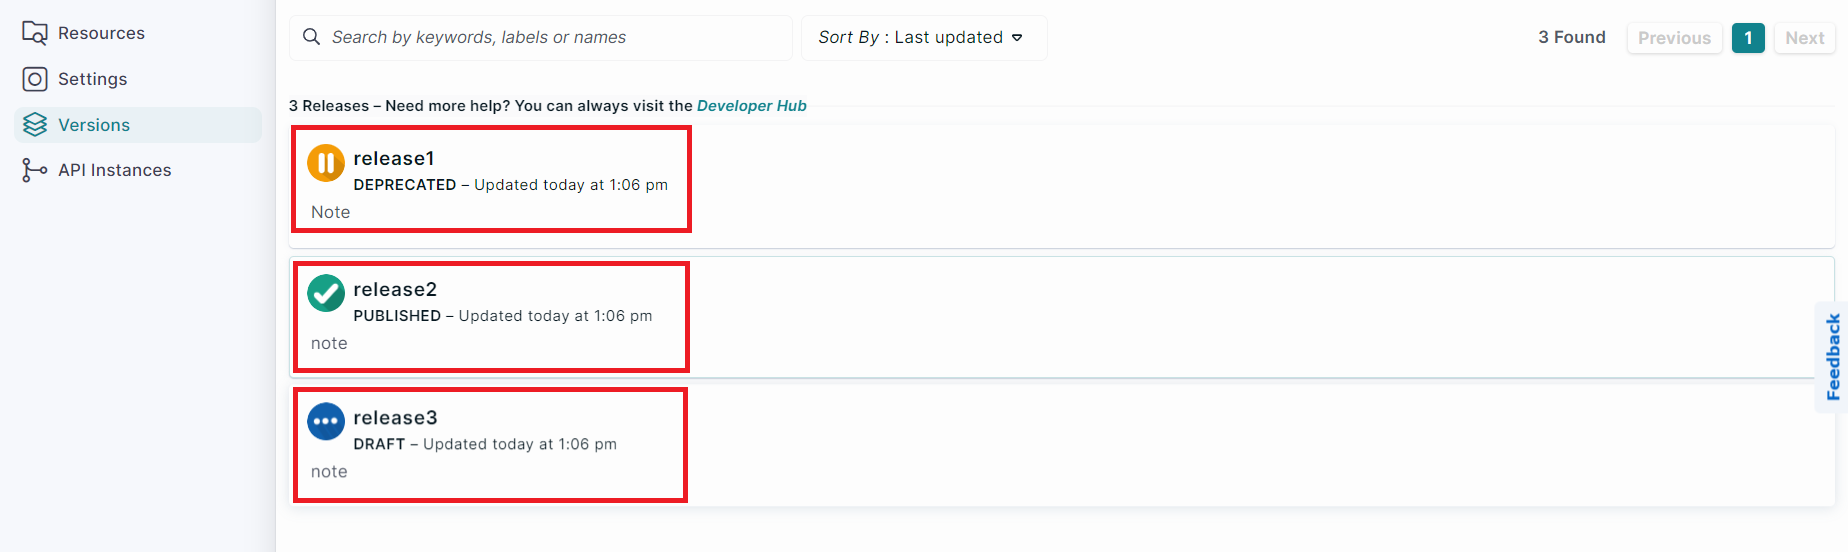 Resources
Settings
Versions
API Instances
Search by keywords, labels or names
Sort By : Last updated
3 Found
Previous
1
Next
3 Releases – Need more help? You can always visit the Developer Hub
release1
DEPRECATED – Updated today at 1:06 pm
Note
release2
PUBLISHED – Updated today at 1:06 pm
note
release3
DRAFT – Updated today at 1:06 pm
note
Feedback